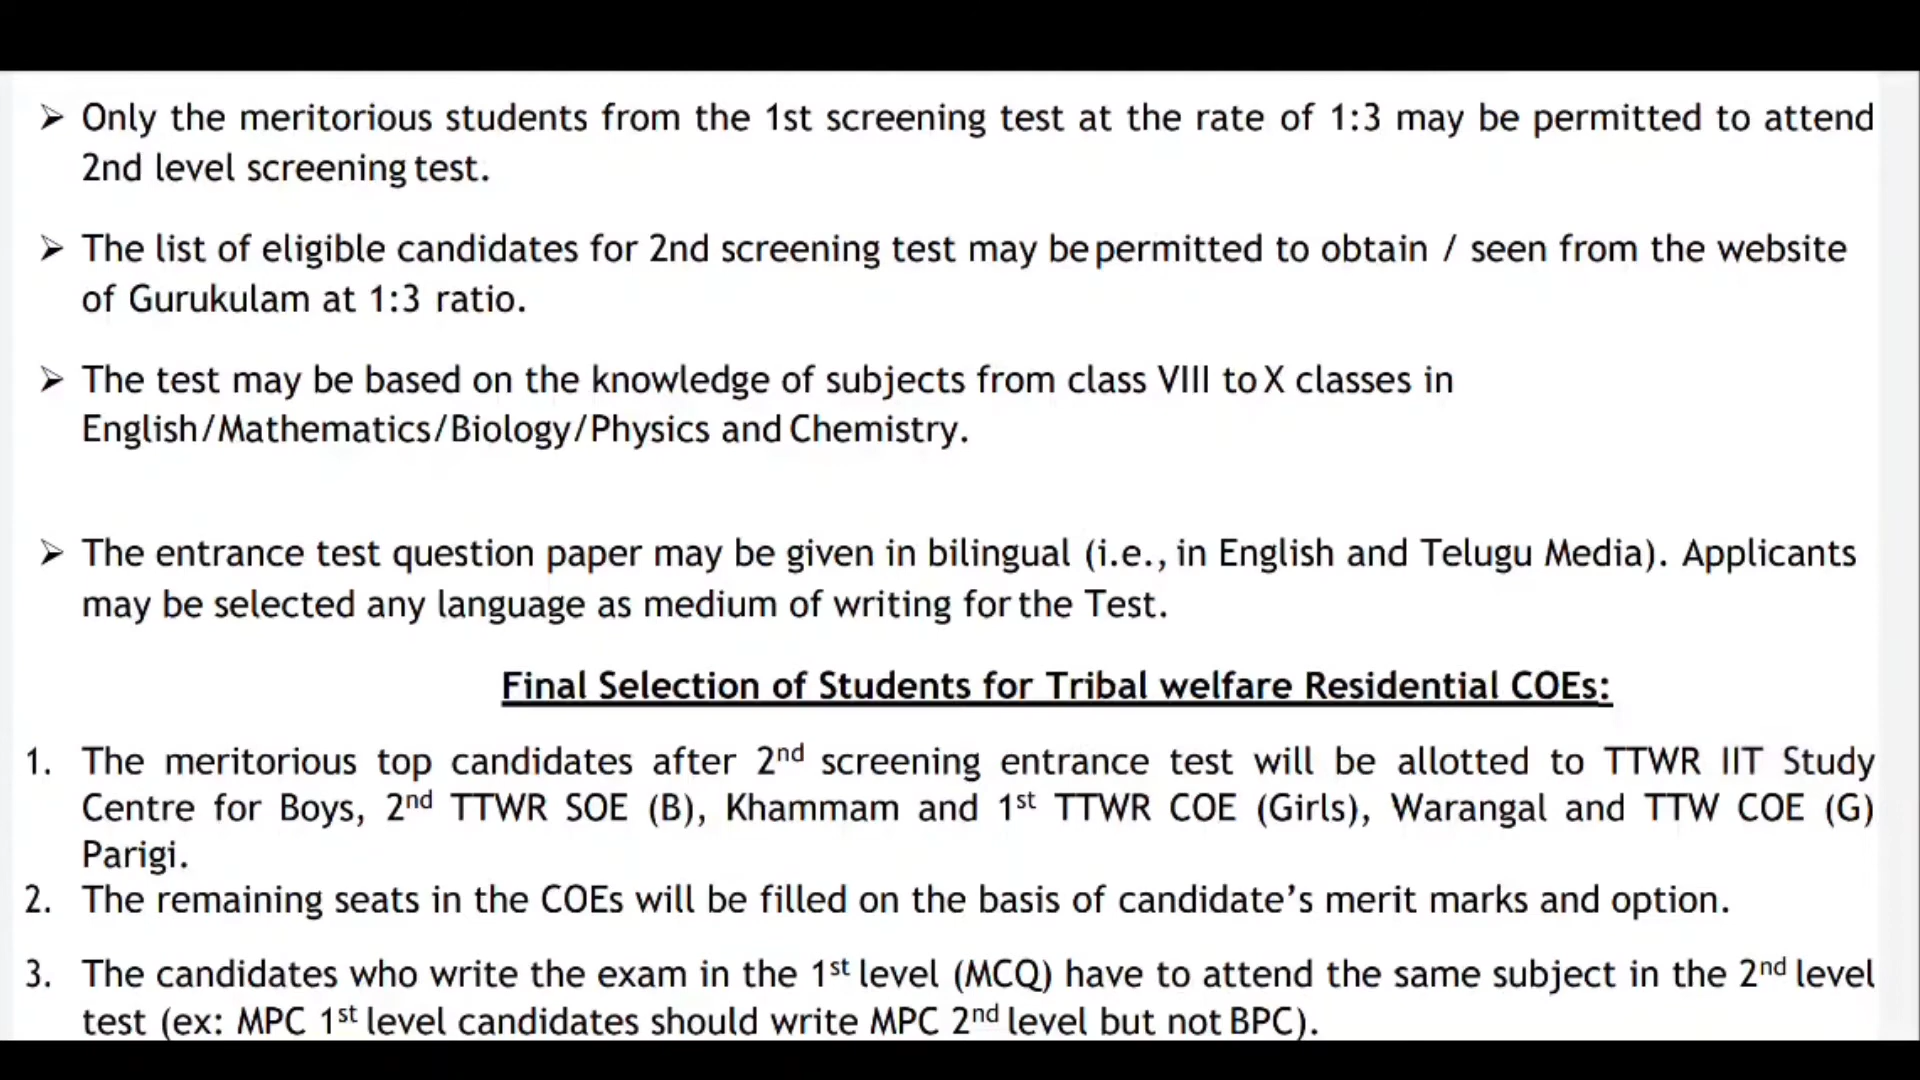 ➢ Only the meritorious students from the 1st screening test at the rate of 1:3 may be permitted to attend
2nd level screening test.
➢ The list of eligible candidates for 2nd screening test may be permitted to obtain / seen from the website
of Gurukulam at 1:3 ratio.
➢ The test may be based on the knowledge of subjects from class VIII to X classes in
English/Mathematics/Biology/Physics and Chemistry.
➢ The entrance test question paper may be given in bilingual (i.e., in English and Telugu Media). Applicants
may be selected any language as medium of writing for the Test.
Final Selection of Students for Tribal welfare Residential COEs:
1. The meritorious top candidates after 2nd screening entrance test will be allotted to TTWR IIT Study
Centre for Boys, 2nd TTWR SOE (B), Khammam and 1st TTWR COE (Girls), Warangal and TTW COE (G)
Parigi.
2. The remaining seats in the COEs will be filled on the basis of candidate’s merit marks and option.
3. The candidates who write the exam in the 1st level (MCQ) have to attend the same subject in the 2nd level
test (ex: MPC 1st level candidates should write MPC 2nd level but not BPC).